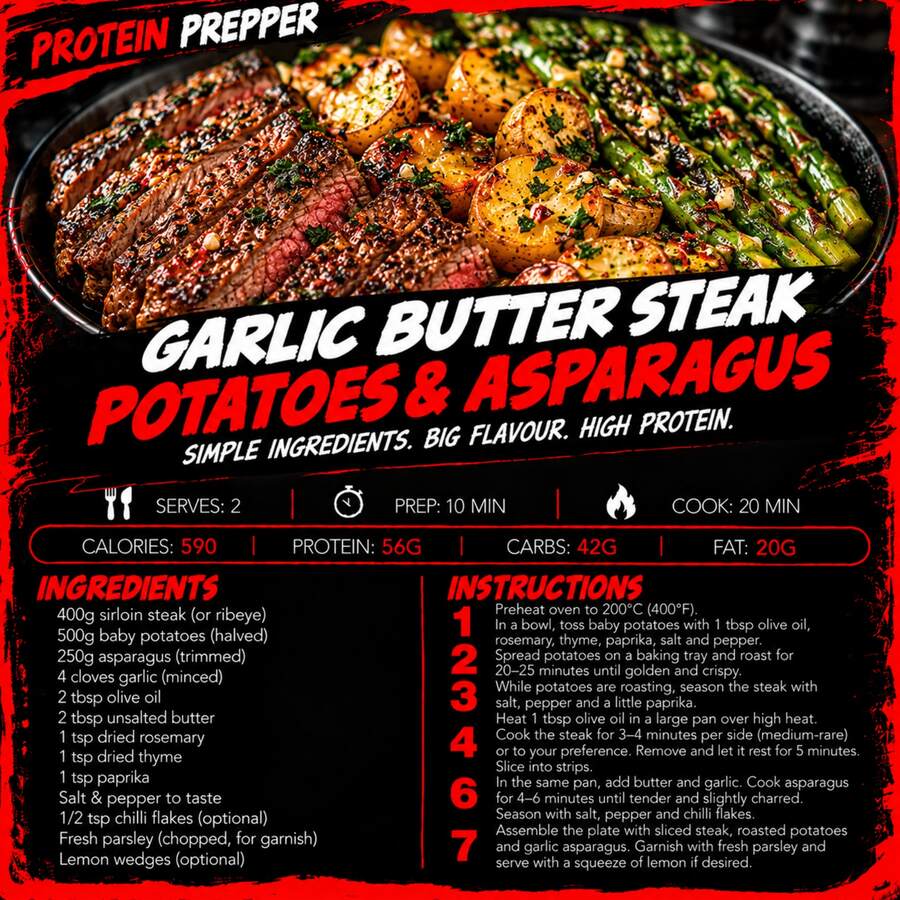 PROTEIN PREPPER
GARLIC BUTTER STEAK
POTATOES & ASPARAGUS
SIMPLE INGREDIENTS. BIG FLAVOUR. HIGH PROTEIN.
SERVES: 2
PREP: 10 MIN
COOK: 20 MIN
CALORIES: 590
PROTEIN: 56G
CARBS: 42G
FAT: 20G
INGREDIENTS
400g sirloin steak (or ribeye)
500g baby potatoes (halved)
250g asparagus (trimmed)
4 cloves garlic (minced)
2 tbsp olive oil
2 tbsp unsalted butter
1 tsp dried rosemary
1 tsp dried thyme
1 tsp paprika
Salt & pepper to taste
1/2 tsp chilli flakes (optional)
Fresh parsley (chopped, for garnish)
Lemon wedges (optional)
INSTRUCTIONS
1 Preheat oven to 200°C (400°F).
In a bowl, toss baby potatoes with 1 tbsp olive oil,
rosemary, thyme, paprika, salt and pepper.
2 Spread potatoes on a baking tray and roast for
20–25 minutes until golden and crispy.
3 While potatoes are roasting, season the steak with
salt, pepper and a little paprika.
Heat 1 tbsp olive oil in a large pan over high heat.
4 Cook the steak for 3–4 minutes per side (medium-rare)
or to your preference. Remove and let it rest for 5 minutes.
Slice into strips.
6 In the same pan, add butter and garlic. Cook asparagus
for 4–6 minutes until tender and slightly charred.
Season with salt, pepper and chilli flakes.
7 Assemble the plate with sliced steak, roasted potatoes
and garlic asparagus. Garnish with fresh parsley and
serve with a squeeze of lemon if desired.